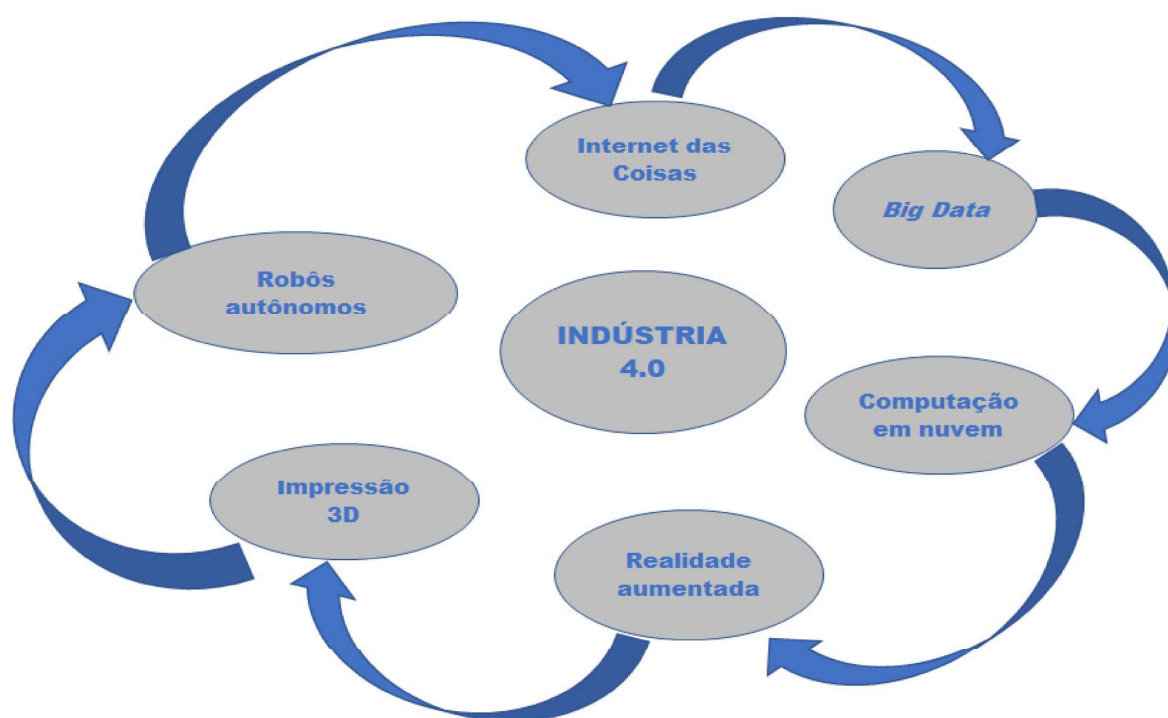 Internet das
Coisas
Big Data
Robôs
autônomos
INDÚSTRIA
4.0
Computação
em nuvem
Impressão
3D
Realidade
aumentada